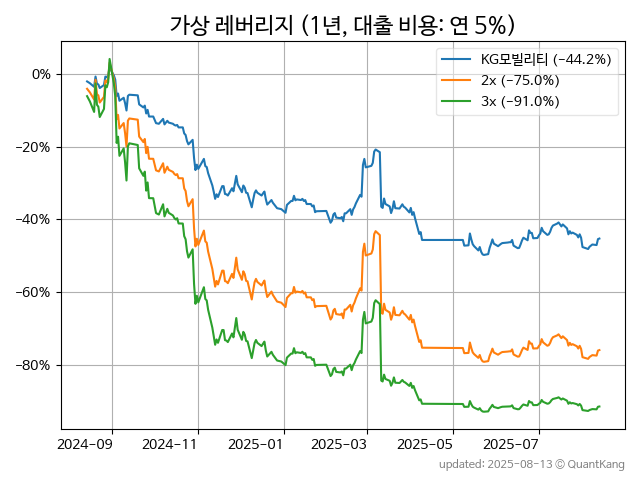 가상 레버리지 (1년, 대출 비용: 연 5%)
KG모빌리티 (−44.2%)
2x (−75.0%)
3x (−91.0%)
0%
−20%
−40%
−60%
−80%
2024-09 2024-11 2025-01 2025-03 2025-05 2025-07
updated: 2025-08-13 © QuantKang